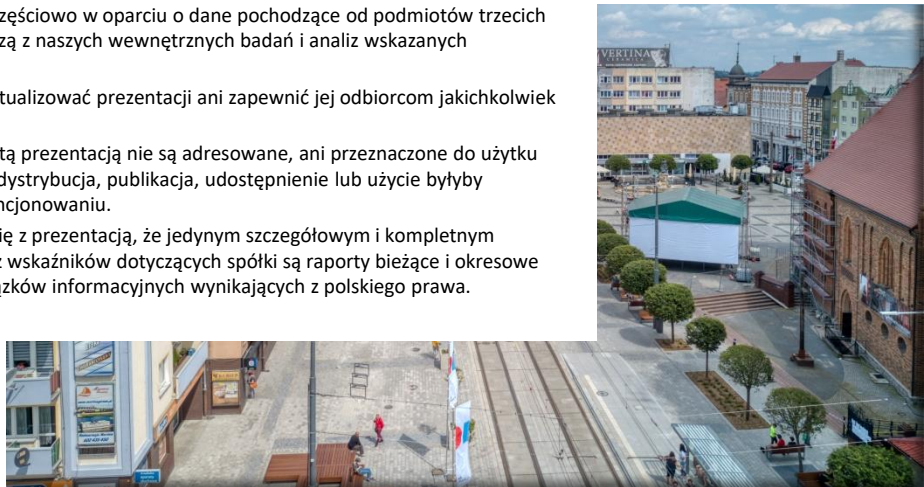 zęściowo w oparciu o dane pochodzące od podmiotów trzecich
zą z naszych wewnętrznych badań i analiz wskazanych
tualizować prezentacji ani zapewnić jej odbiorcom jakichkolwiek
tą prezentacją nie są adresowane, ani przeznaczone do użytku
dystrybucja, publikacja, udostępnienie lub użycie byłyby
ncjonowaniu.
ię z prezentacją, że jedynym szczegółowym i kompletnym
z wskaźników dotyczących spółki są raporty bieżące i okresowe
ązków informacyjnych wynikających z polskiego prawa.
VERTINA
CERAMICA